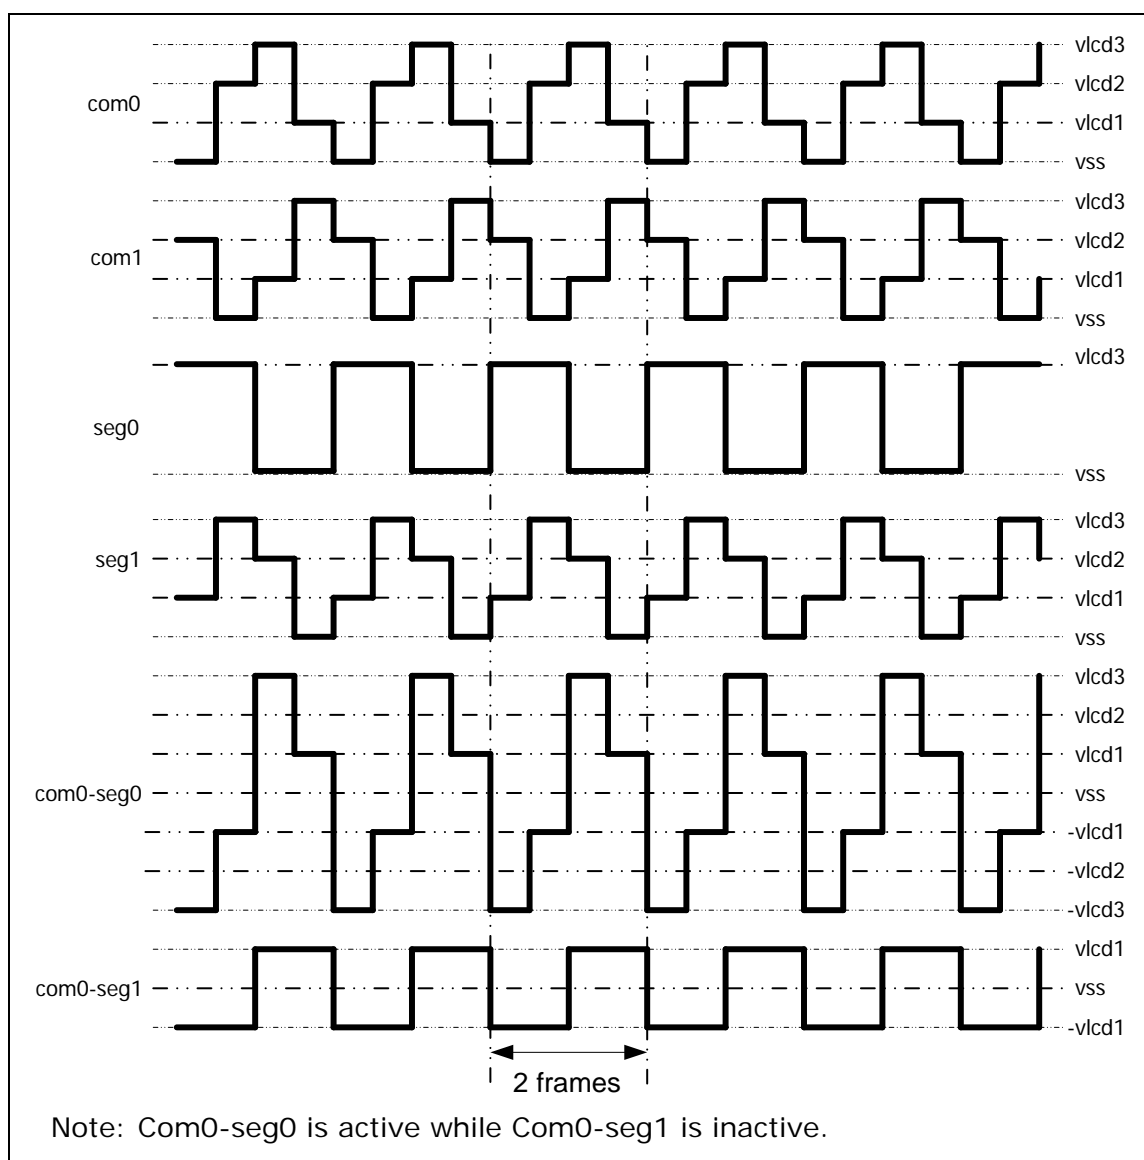 vlcd3
vlcd2
com0
vlcd1
vss
vlcd3
vlcd2
com1
vlcd1
vss
vlcd3
seg0
vss
vlcd3
seg1
vlcd2
vlcd1
vss
vlcd3
vlcd2
vlcd1
com0-seg0
vss
-vlcd1
-vlcd2
-vlcd3
vlcd1
com0-seg1
vss
-vlcd1
2 frames
Note: Com0-seg0 is active while Com0-seg1 is inactive.